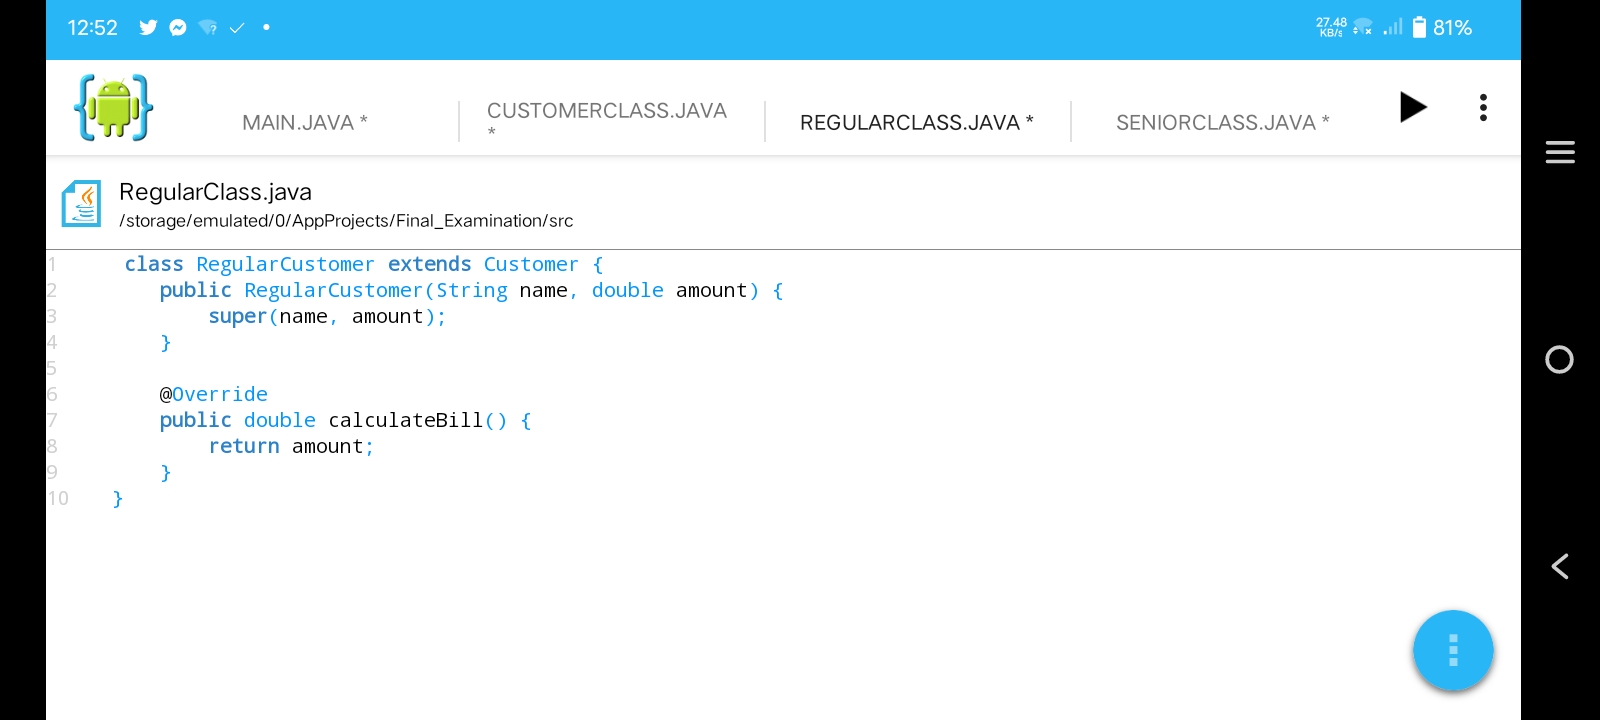 12:52
27.48
KB/s
81%
MAIN.JAVA *
CUSTOMERCLASS.JAVA
*
REGULARCLASS.JAVA *
SENIORCLASS.JAVA *
RegularClass.java
/storage/emulated/0/AppProjects/Final_Examination/src
1 class RegularCustomer extends Customer {
2 public RegularCustomer(String name, double amount) {
3 super(name, amount);
4 }
5
6 @Override
7 public double calculateBill() {
8 return amount;
9 }
10 }